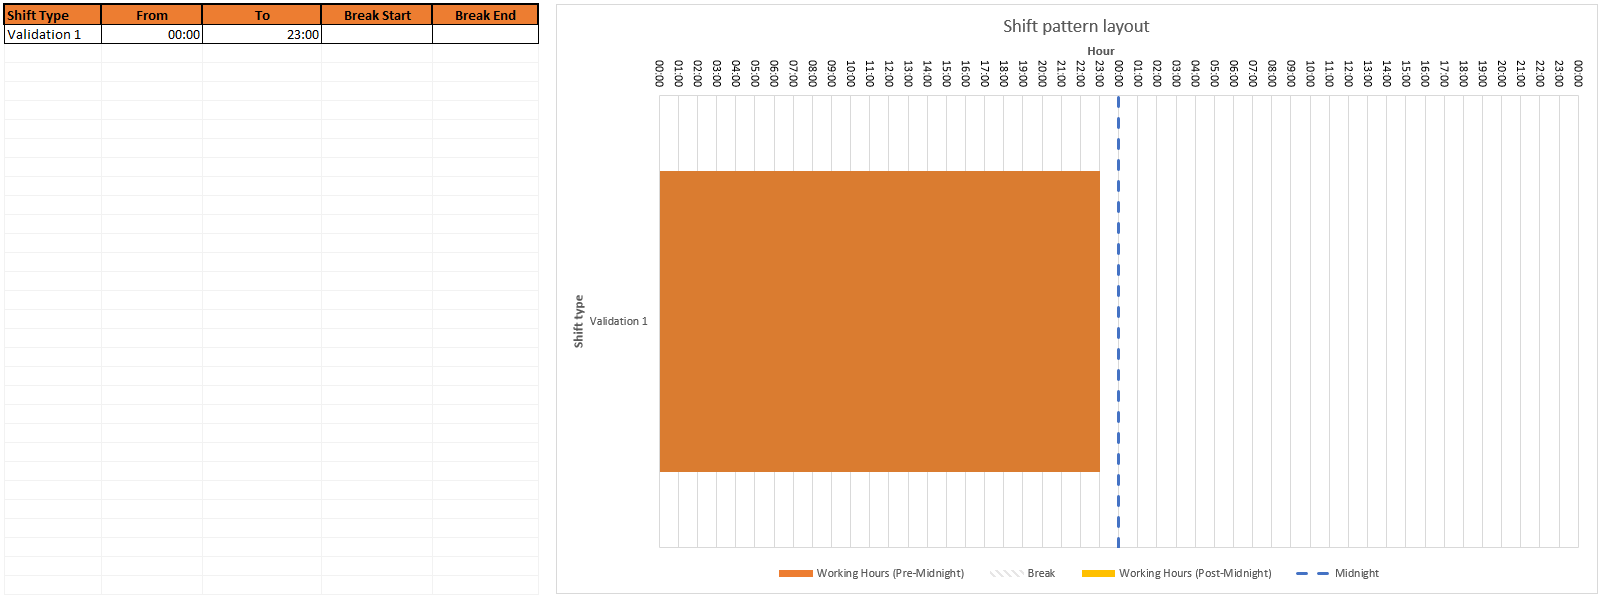 Shift Type From To Break Start Break End
Validation 1 00:00 23:00
Shift pattern layout
Hour
00:00 01:00 02:00 03:00 04:00 05:00 06:00 07:00 08:00 09:00 10:00 11:00 12:00 13:00 14:00 15:00 16:00 17:00 18:00 19:00 20:00 21:00 22:00 23:00 00:00 01:00 02:00 03:00 04:00 05:00 06:00 07:00 08:00 09:00 10:00 11:00 12:00 13:00 14:00 15:00 16:00 17:00 18:00 19:00 20:00 21:00 22:00 23:00 00:00
Shift type
Validation 1
Working Hours (Pre-Midnight) Break Working Hours (Post-Midnight) Midnight